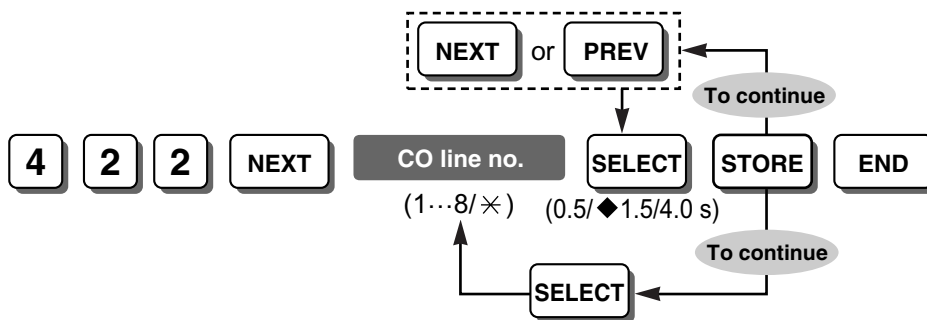 NEXT or PREV
To continue
4 2 2 NEXT CO line no. SELECT STORE END
(1···8/✳) (0.5/◆1.5/4.0 s)
To continue
SELECT